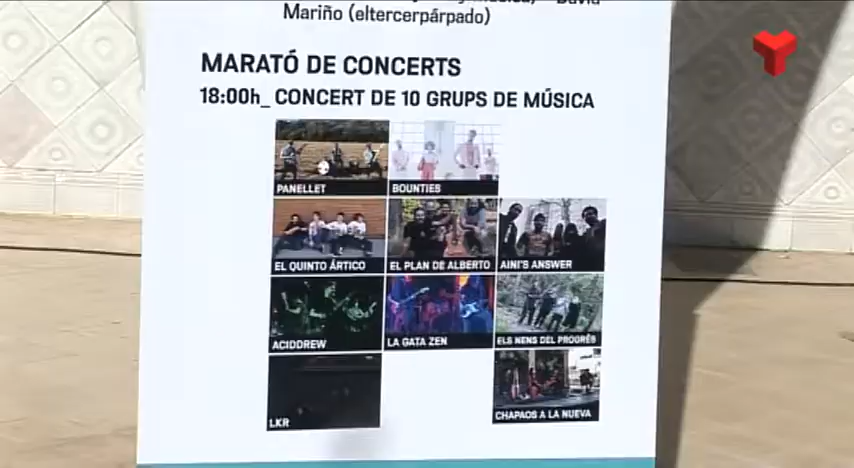 Mariño (eltercerpárpado)
MARATÓ DE CONCERTS
18:00h_ CONCERT DE 10 GRUPS DE MÚSICA
PANELLET
BOUNTIES
EL QUINTO ÁRTICO
EL PLAN DE ALBERTO
AINI'S ANSWER
ACIDDREW
LA GATA ZEN
ELS NENS DEL PROGRÉS
LKR
CHAPAOS A LA NUEVA